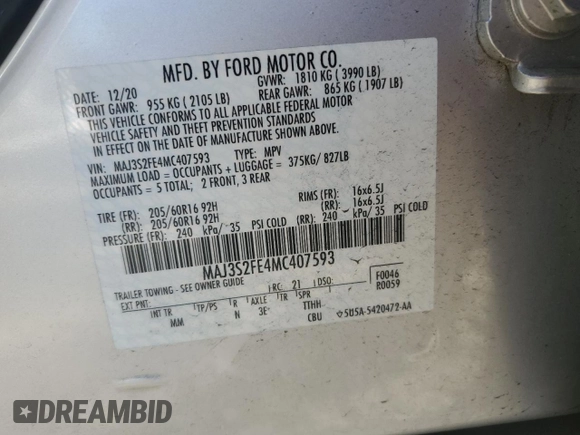 MFD. BY FORD MOTOR CO.
12/20 GVWR: 1810 KG ( 3990 LB)
FRONT GAWR: 955 KG ( 2105 LB) REAR GAWR: 865 KG ( 1907 LB)
THIS VEHICLE CONFORMS TO ALL APPLICABLE FEDERAL MOTOR
VEHICLE SAFETY AND THEFT PREVENTION STANDARDS
IN EFFECT ON THE DATE OF MANUFACTURE SHOWN ABOVE.
VIN: MAJ3S2FE4MC407593 TYPE: MPV
MAXIMUM LOAD = OCCUPANTS + LUGGAGE = 375KG/ 827LB
OCCUPANTS = 5 TOTAL; 2 FRONT, 3 REAR
TIRE (FR): 205/60R16 92H RIMS (FR): 16x6.5J
(RR): 205/60R16 92H (RR): 16x6.5J
PRESSURE (FR): 240 kPa/ 35 PSI COLD (RR): 240 kPa/ 35 PSI COLD
MAJ3S2FE4MC407593
TRAILER TOWING - SEE OWNER GUIDE
EXT PNT: RC: 21 DSO: F0046
R0059
INT TR TP/PS R AXLE TR SPR TTHH
MM N 3E CBU 5U5A-5420472-AA
DREAMBID